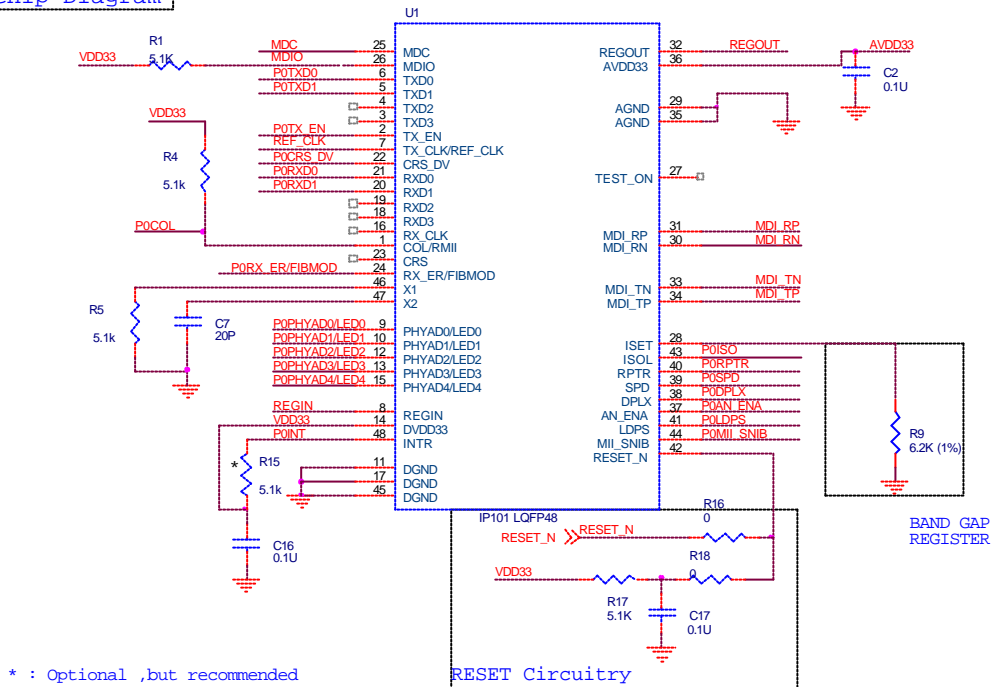 Chip Diagram
U1
R1
5.1K
VDD33
MDC 25 MDC
MDIO 26 MDIO
P0TXD0 6 TXD0
P0TXD1 5 TXD1
4 TXD2
3 TXD3
P0TX_EN 2 TX_EN
REF_CLK 7 TX_CLK/REF_CLK
P0CRS_DV 22 CRS_DV
P0RXD0 21 RXD0
P0RXD1 20 RXD1
19 RXD2
18 RXD3
16 RX_CLK
1 COL/RMII
23 CRS
P0RX_ER/FIBMOD 24 RX_ER/FIBMOD
46 X1
47 X2
VDD33
R4
5.1k
P0COL
R5
5.1k
C7
20P
P0PHYAD0/LED0 9 PHYAD0/LED0
P0PHYAD1/LED1 10 PHYAD1/LED1
P0PHYAD2/LED2 12 PHYAD2/LED2
P0PHYAD3/LED3 13 PHYAD3/LED3
P0PHYAD4/LED4 15 PHYAD4/LED4
REGIN 8 REGIN
VDD33 14 DVDD33
P0INT 48 INTR
11 DGND
17 DGND
45 DGND
* R15
5.1k
C16
0.1U
REGOUT 32 REGOUT
AVDD33 36 AVDD33
C2
0.1U
AGND 29
AGND 35
TEST_ON 27
MDI_RP 31 MDI_RP
MDI_RN 30 MDI_RN
MDI_TN 33 MDI_TN
MDI_TP 34 MDI_TP
ISET 28
ISOL 43 P0ISO
RPTR 40 P0RPTR
SPD 39 P0SPD
DPLX 38 P0DPLX
AN_ENA 37 P0AN_ENA
LDPS 41 P0LDPS
MII_SNIB 44 P0MII_SNIB
RESET_N 42
R9
6.2K (1%)
BAND GAP
REGISTER
IP101 LQFP48
RESET_N RESET_N
R16
0
R18
0
VDD33
R17
5.1K
C17
0.1U
* : Optional ,but recommended
RESET Circuitry